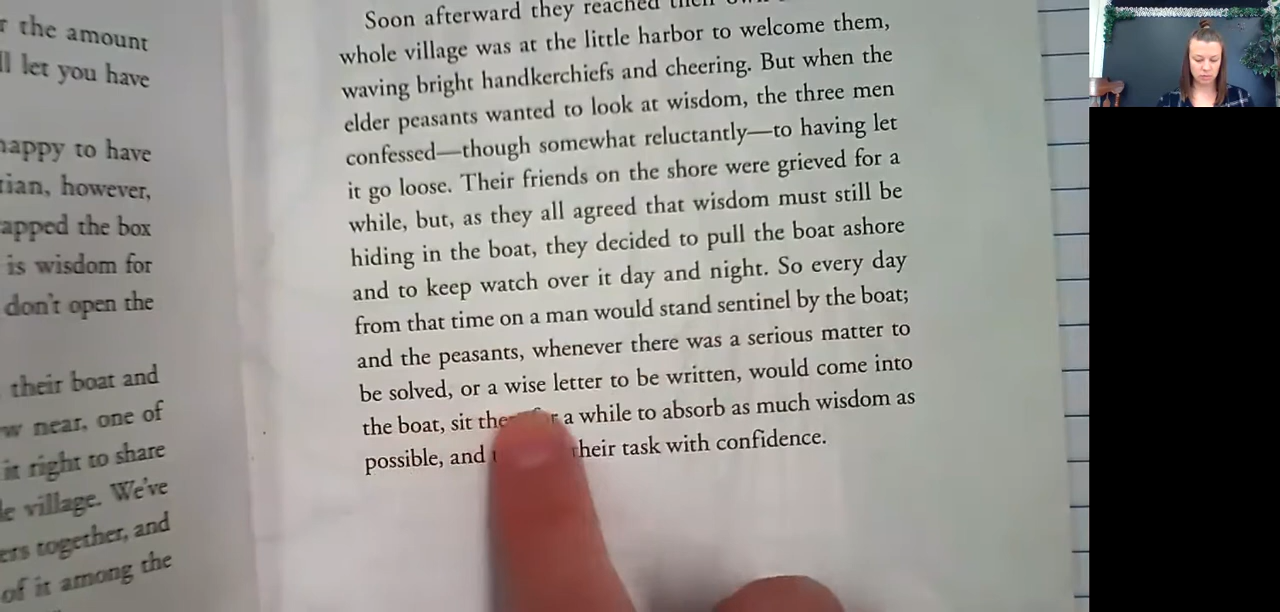 the amount
let you have
happy to have
however,
the box
is wisdom for
don't open the
their boat and
near, one of
it right to share
village. We've
together, and
of it among the
Soon afterward they reached their own
whole village was at the little harbor to welcome them,
waving bright handkerchiefs and cheering. But when the
elder peasants wanted to look at wisdom, the three men
confessed—though somewhat reluctantly—to having let
it go loose. Their friends on the shore were grieved for a
while, but, as they all agreed that wisdom must still be
hiding in the boat, they decided to pull the boat ashore
and to keep watch over it day and night. So every day
from that time on a man would stand sentinel by the boat;
and the peasants, whenever there was a serious matter to
be solved, or a wise letter to be written, would come into
the boat, sit a while to absorb as much wisdom as
possible, and their task with confidence.